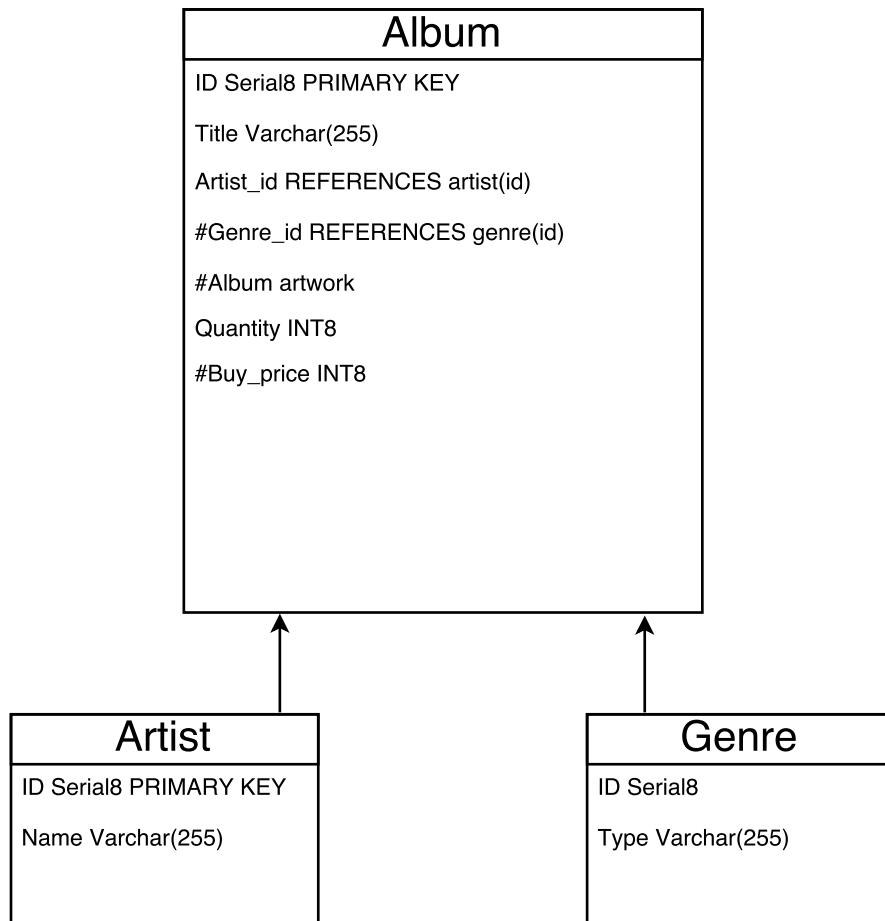 Album
ID Serial8 PRIMARY KEY
Title Varchar(255)
Artist_id REFERENCES artist(id)
#Genre_id REFERENCES genre(id)
#Album artwork
Quantity INT8
#Buy_price INT8
Artist
ID Serial8 PRIMARY KEY
Name Varchar(255)
Genre
ID Serial8
Type Varchar(255)